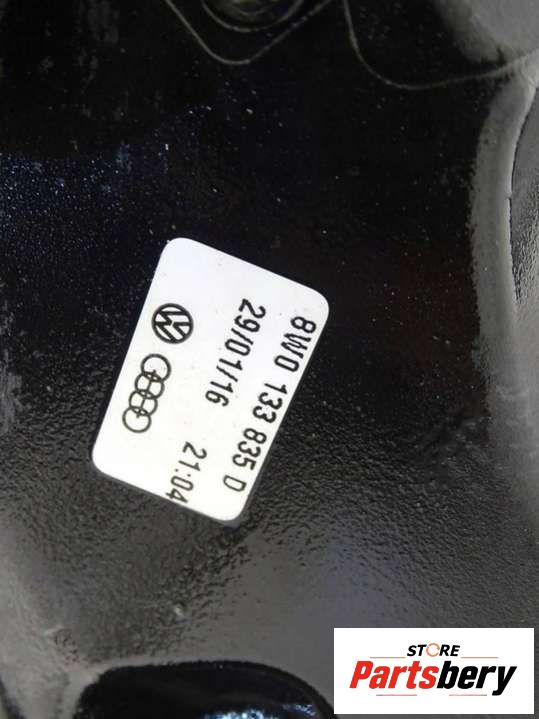 8W0 133 835 D
29/01/16 21:04
STORE
Partsbery